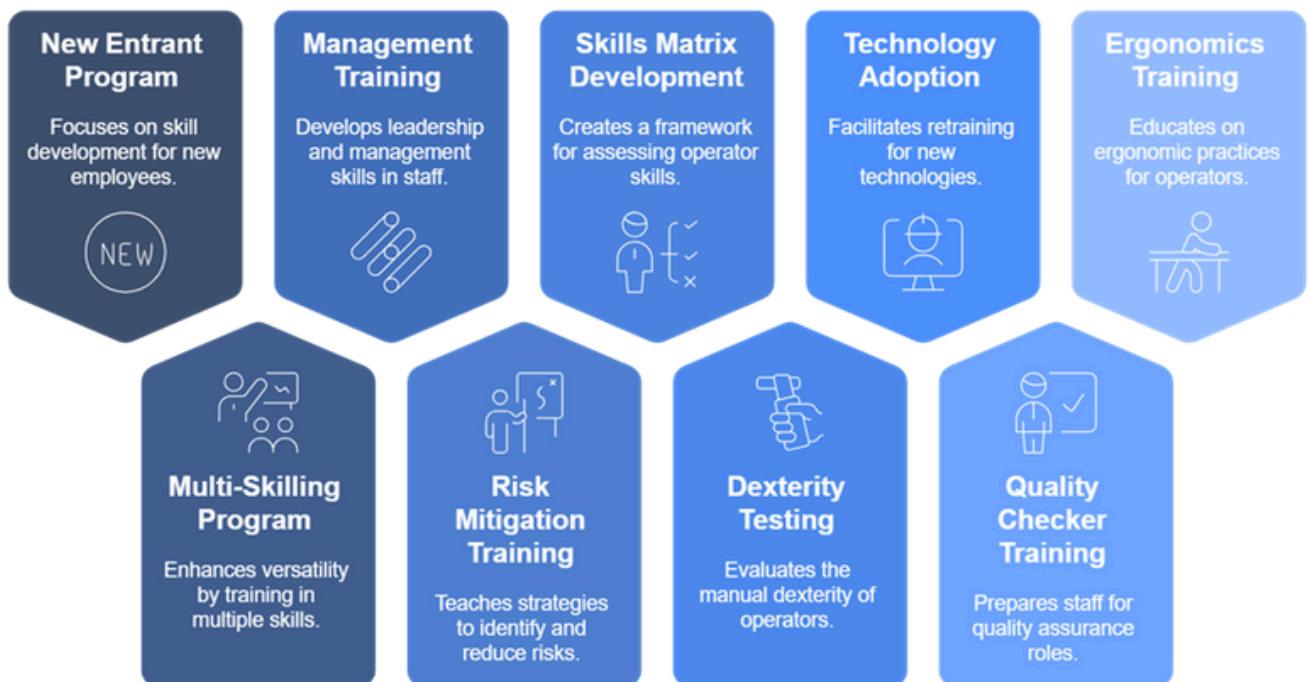 New Entrant
Program
Focuses on skill
development for new
employees.
NEW
Management
Training
Develops leadership
and management
skills in staff.
Skills Matrix
Development
Creates a framework
for assessing operator
skills.
Technology
Adoption
Facilitates retraining
for new
technologies.
Ergonomics
Training
Educates on
ergonomic practices
for operators.
Multi-Skilling
Program
Enhances versatility
by training in
multiple skills.
Risk
Mitigation
Training
Teaches strategies
to identify and
reduce risks.
Dexterity
Testing
Evaluates the
manual dexterity of
operators.
Quality
Checker
Training
Prepares staff for
quality assurance
roles.